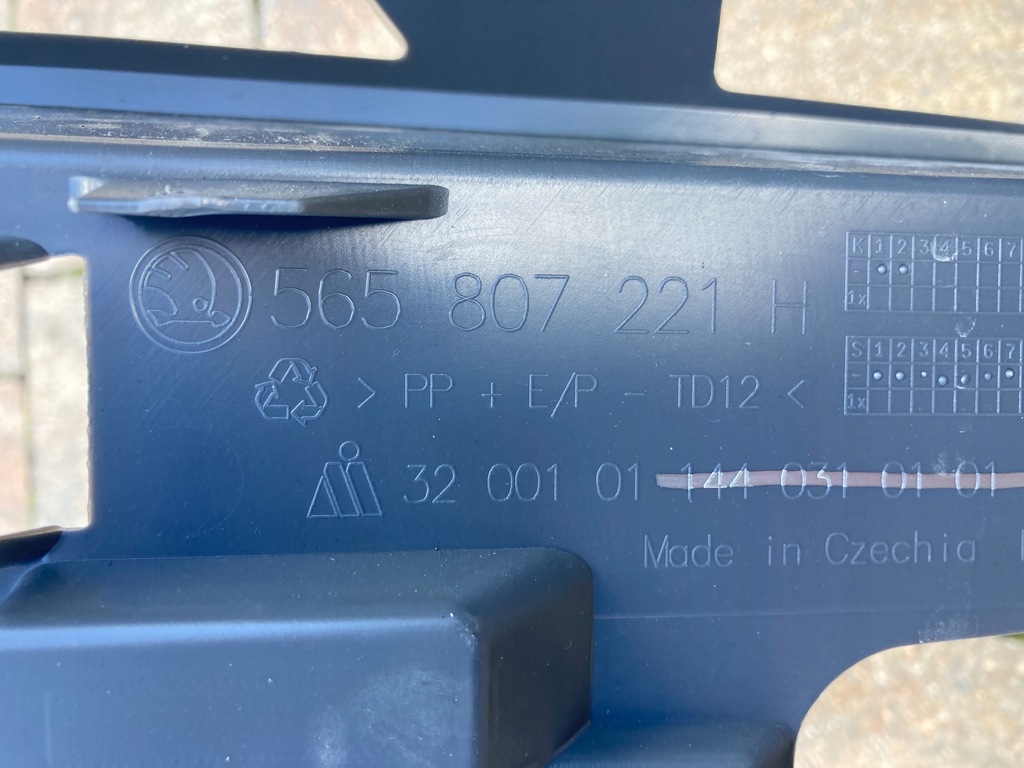 565 807 221 H
K 1 2 3 4 5 6 7
-
1x
S 1 2 3 4 5 6 7
-
1x
> PP + E/P - TD12 <
32 001 01 144 031 01 01
Made in Czechia